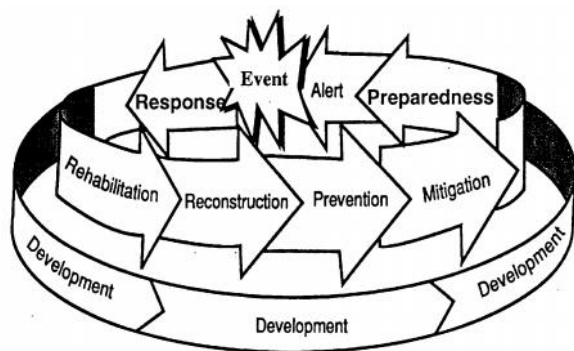 Event
Alert
Response
Preparedness
Rehabilitation
Reconstruction
Prevention
Mitigation
Development
Development
Development